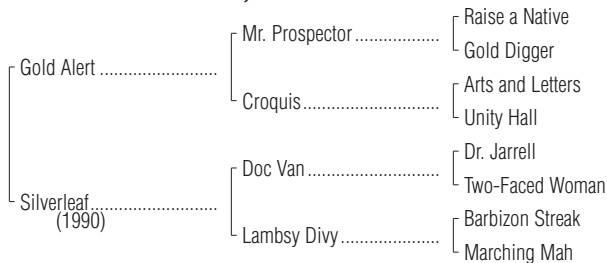 Raise a Native
Mr. Prospector ..................
Gold Digger
Gold Alert .........................
Arts and Letters
Croquis.............................
Unity Hall
Dr. Jarrell
Doc Van ............................
Two-Faced Woman
Silverleaf...........................
(1990)
Barbizon Streak
Lambsy Divy .....................
Marching Mah